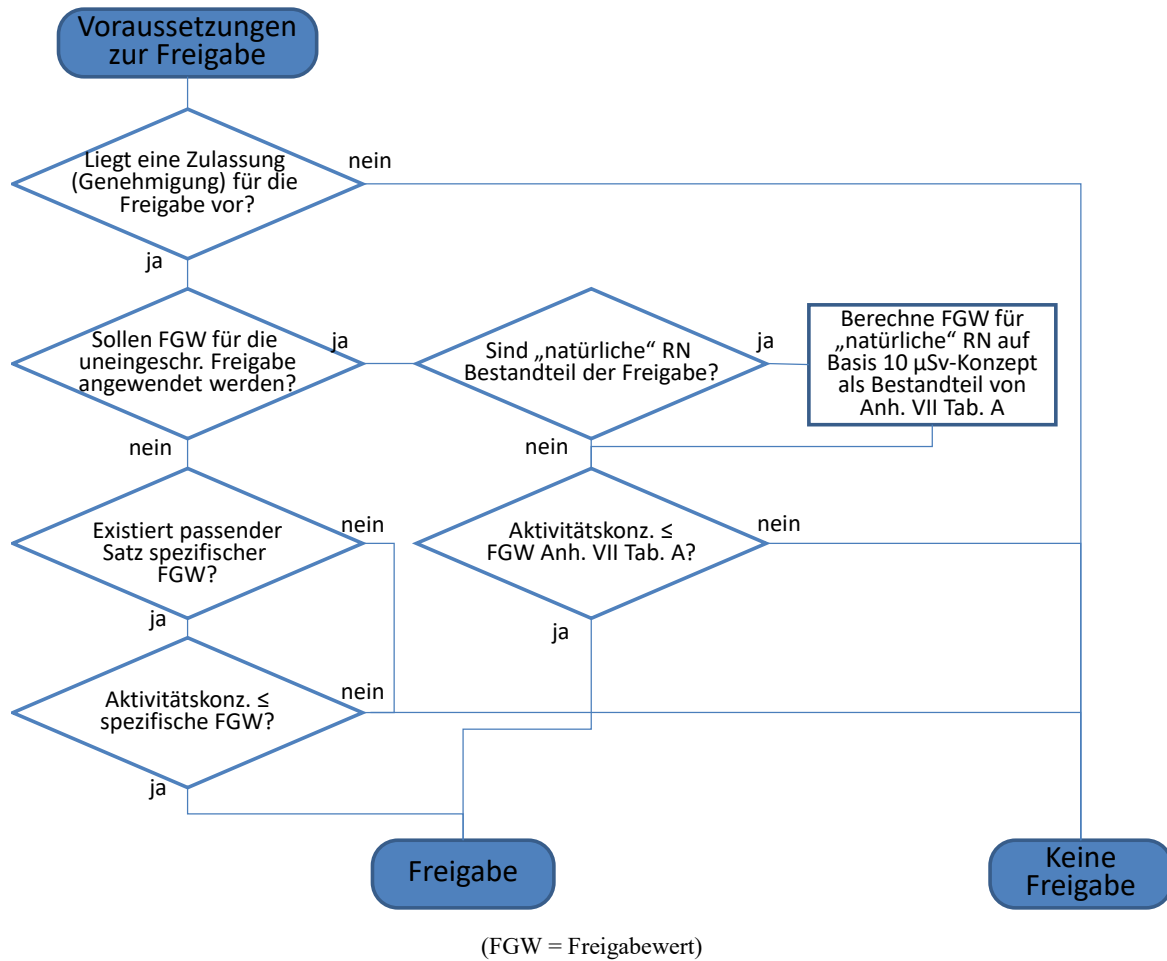 Voraussetzungen
zur Freigabe
Liegt eine Zulassung
(Genehmigung) für die
Freigabe vor?
nein
ja
Sollen FGW für die
uneingeschr. Freigabe
angewendet werden?
ja
Sind „natürliche“ RN
Bestandteil der Freigabe?
ja
Berechne FGW für
„natürliche“ RN auf
Basis 10 µSv-Konzept
als Bestandteil von
Anh. VII Tab. A
nein
nein
Existiert passender
Satz spezifischer
FGW?
nein
Aktivitätskonz. ≤
FGW Anh. VII Tab. A?
nein
ja
ja
Aktivitätskonz. ≤
spezifische FGW?
nein
ja
Freigabe
Keine
Freigabe
(FGW = Freigabewert)